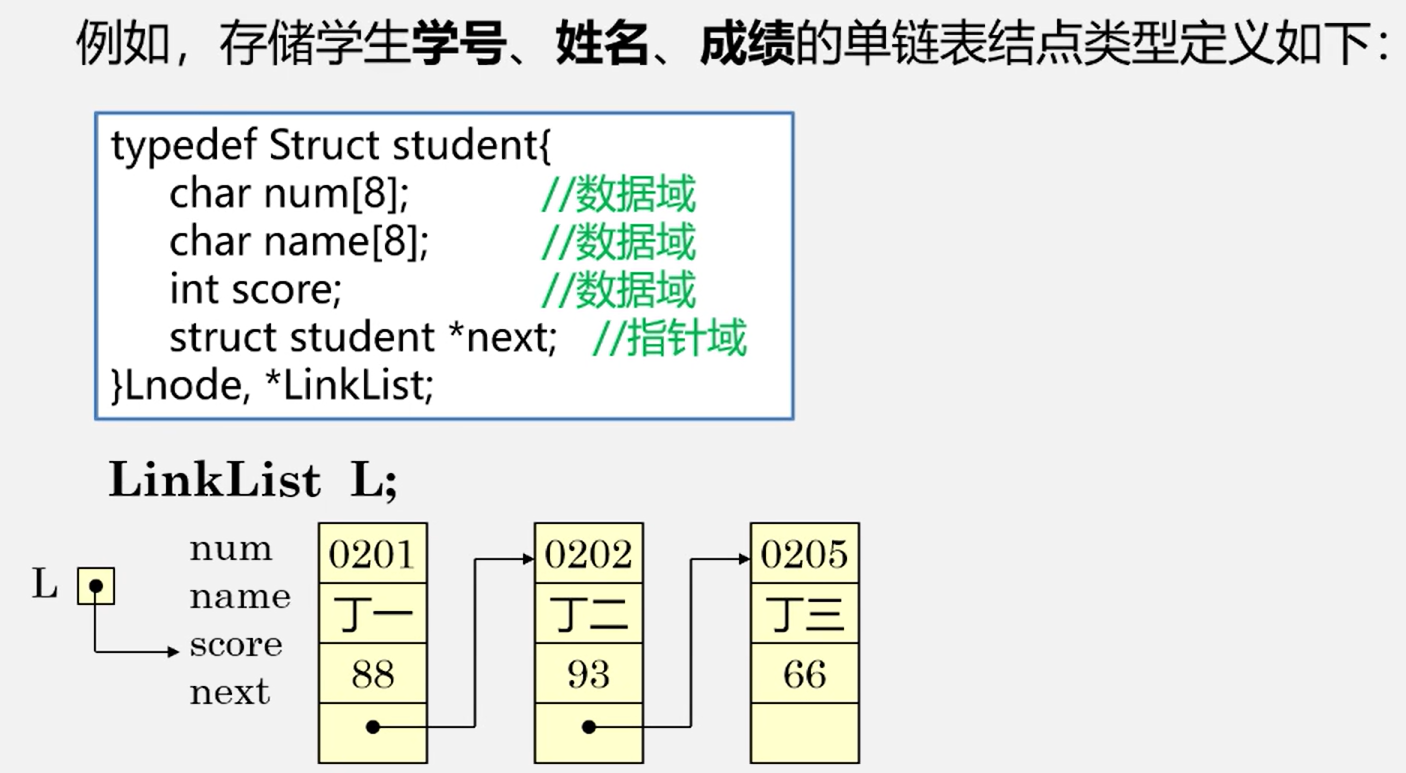 例如，存储学生学号、姓名、成绩的单链表结点类型定义如下：
typedef Struct student{
char num[8]; //数据域
char name[8]; //数据域
int score; //数据域
struct student *next; //指针域
}Lnode, *LinkList;
LinkList L;
L
num 0201 0202 0205
name 丁一 丁二 丁三
score 88 93 66
next